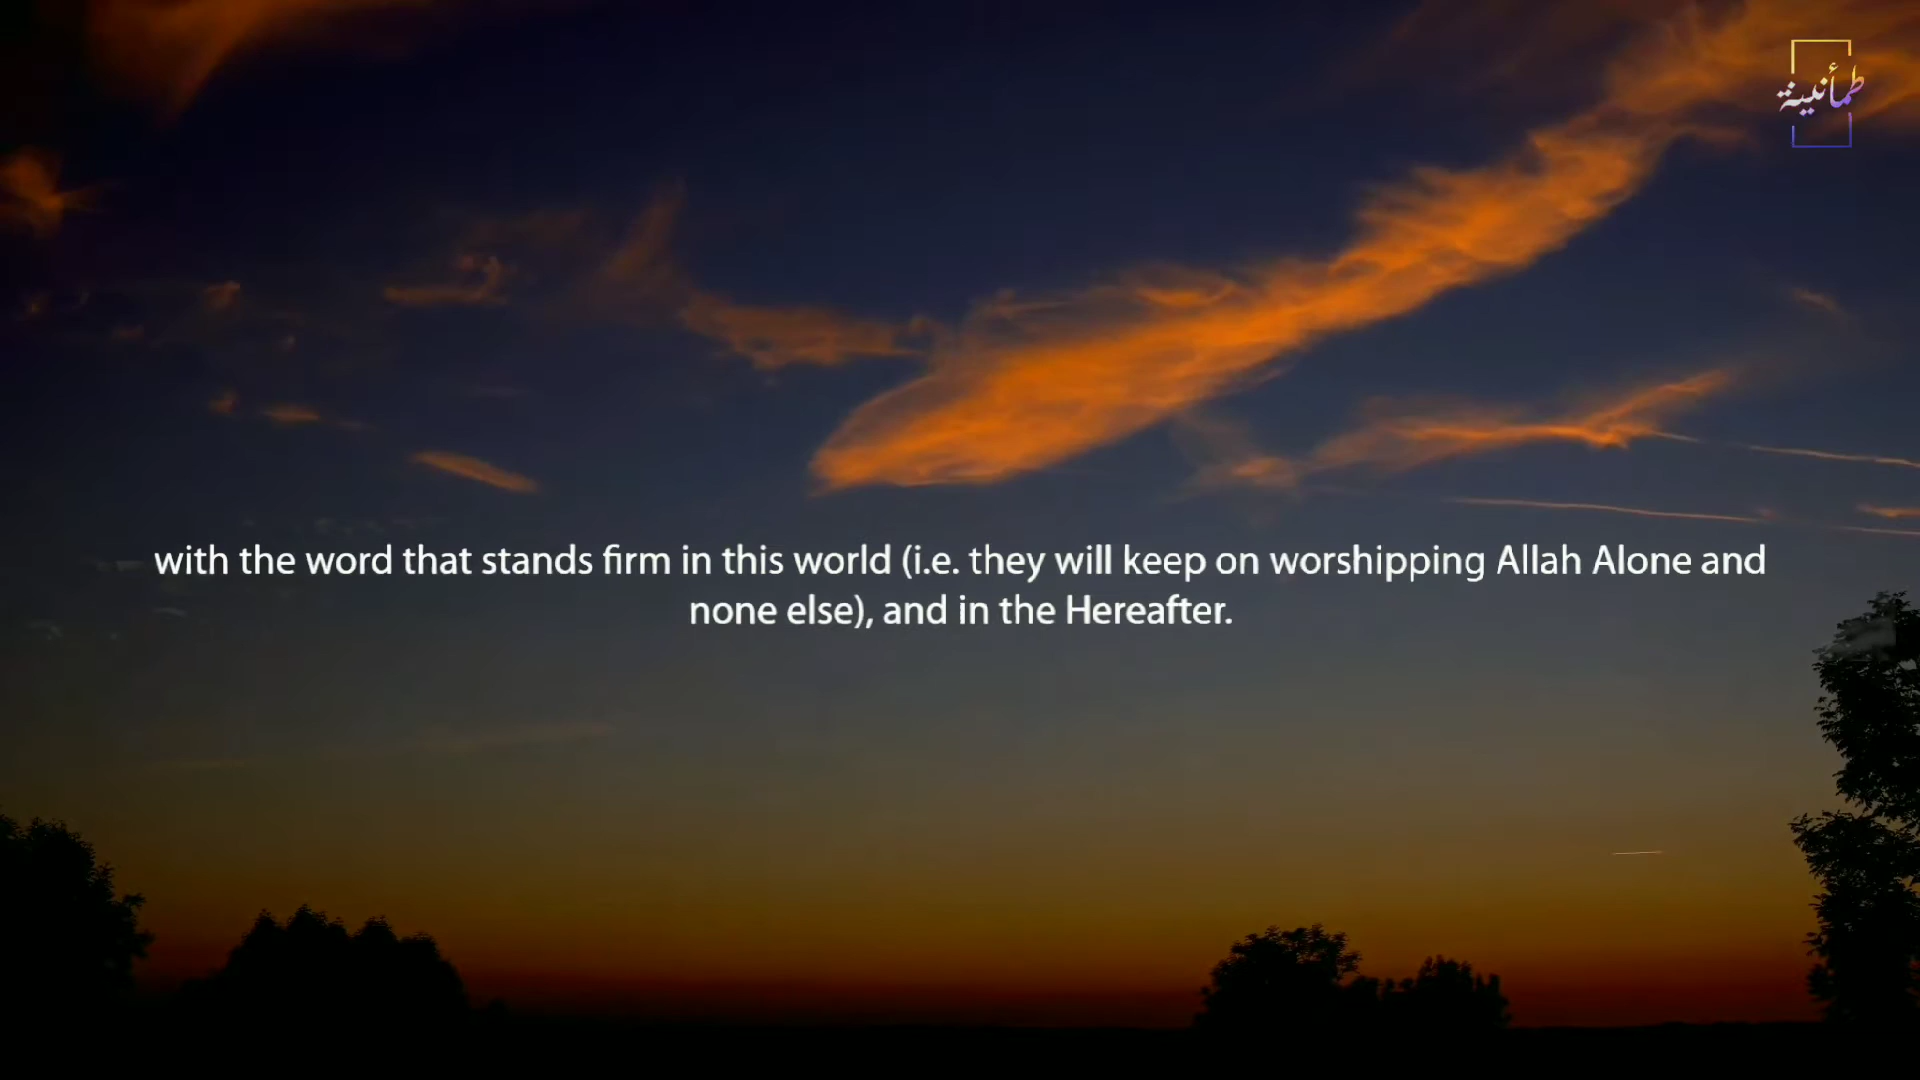 طمأنينة
with the word that stands firm in this world (i.e. they will keep on worshipping Allah Alone and
none else), and in the Hereafter.